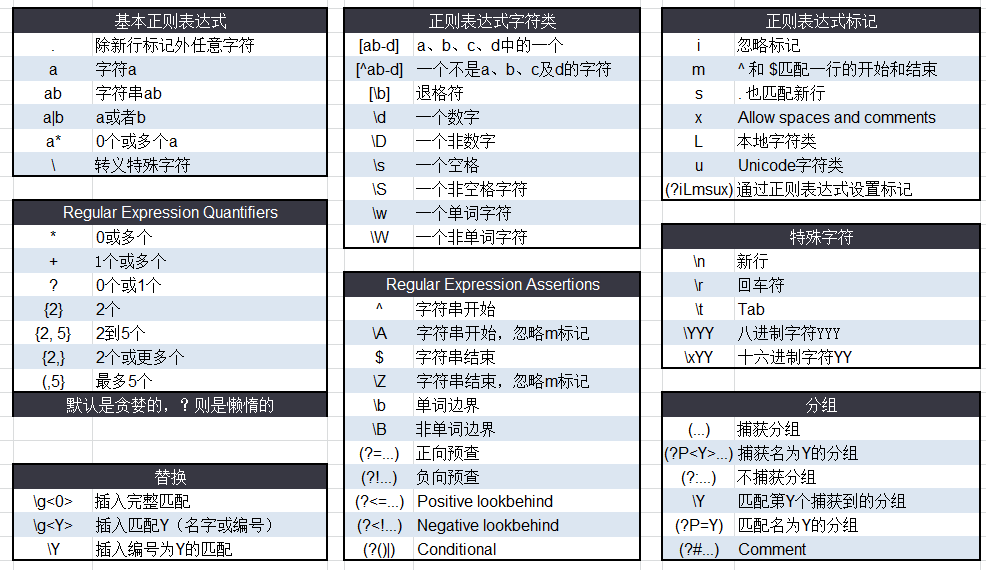 基本正则表达式
. 除新行标记外任意字符
a 字符a
ab 字符串ab
a|b a或者b
a* 0个或多个a
\ 转义特殊字符
Regular Expression Quantifiers
* 0或多个
+ 1个或多个
? 0个或1个
{2} 2个
{2, 5} 2到5个
{2,} 2个或更多个
(,5} 最多5个
默认是贪婪的，? 则是懒惰的
替换
\g<0> 插入完整匹配
\g<Y> 插入匹配Y（名字或编号）
\Y 插入编号为Y的匹配
正则表达式字符类
[ab-d] a、b、c、d中的一个
[^ab-d] 一个不是a、b、c及d的字符
[\b] 退格符
\d 一个数字
\D 一个非数字
\s 一个空格
\S 一个非空格字符
\w 一个单词字符
\W 一个非单词字符
Regular Expression Assertions
^ 字符串开始
\A 字符串开始，忽略m标记
$ 字符串结束
\Z 字符串结束，忽略m标记
\b 单词边界
\B 非单词边界
(?=...) 正向预查
(?!...) 负向预查
(?<=...) Positive lookbehind
(?<!...) Negative lookbehind
(?()|) Conditional
正则表达式标记
i 忽略标记
m ^ 和 $匹配一行的开始和结束
s . 也匹配新行
x Allow spaces and comments
L 本地字符类
u Unicode字符类
(?iLmsux) 通过正则表达式设置标记
特殊字符
\n 新行
\r 回车符
\t Tab
\YYY 八进制字符YYY
\xYY 十六进制字符YY
分组
(...) 捕获分组
(?P<Y>...) 捕获名为Y的分组
(?:...) 不捕获分组
\Y 匹配第Y个捕获到的分组
(?P=Y) 匹配名为Y的分组
(?#...) Comment